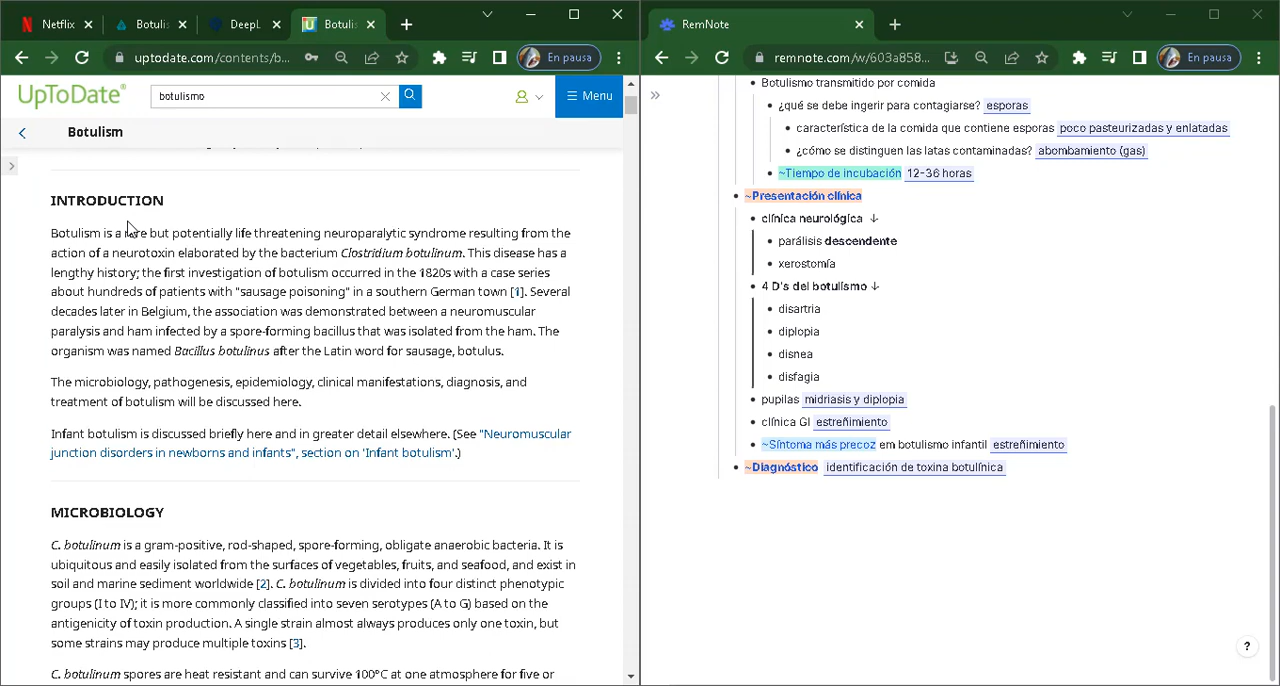 Netflix
Botulis
DeepL
Botulis
uptodate.com/contents/b...
En pausa
UpToDate®
botulismo
Menu
Botulism
INTRODUCTION
Botulism is a rare but potentially life threatening neuroparalytic syndrome resulting from the
action of a neurotoxin elaborated by the bacterium Clostridium botulinum. This disease has a
lengthy history; the first investigation of botulism occurred in the 1820s with a case series
about hundreds of patients with "sausage poisoning" in a southern German town [1]. Several
decades later in Belgium, the association was demonstrated between a neuromuscular
paralysis and ham infected by a spore-forming bacillus that was isolated from the ham. The
organism was named Bacillus botulinus after the Latin word for sausage, botulus.
The microbiology, pathogenesis, epidemiology, clinical manifestations, diagnosis, and
treatment of botulism will be discussed here.
Infant botulism is discussed briefly here and in greater detail elsewhere. (See "Neuromuscular
junction disorders in newborns and infants", section on 'Infant botulism'.)
MICROBIOLOGY
C. botulinum is a gram-positive, rod-shaped, spore-forming, obligate anaerobic bacteria. It is
ubiquitous and easily isolated from the surfaces of vegetables, fruits, and seafood, and exist in
soil and marine sediment worldwide [2]. C. botulinum is divided into four distinct phenotypic
groups (I to IV); it is more commonly classified into seven serotypes (A to G) based on the
antigenicity of toxin production. A single strain almost always produces only one toxin, but
some strains may produce multiple toxins [3].
C. botulinum spores are heat resistant and can survive 100°C at one atmosphere for five or
RemNote
remnote.com/w/603a858...
En pausa
Botulismo transmitido por comida
¿qué se debe ingerir para contagiarse? esporas
característica de la comida que contiene esporas poco pasteurizadas y enlatadas
¿cómo se distinguen las latas contaminadas? abombamiento (gas)
~Tiempo de incubación 12-36 horas
~Presentación clínica
clínica neurológica ↓
parálisis descendente
xerostomía
4 D's del botulismo ↓
disartria
diplopia
disnea
disfagia
pupilas midriasis y diplopia
clínica GI estreñimiento
~Síntoma más precoz em botulismo infantil estreñimiento
~Diagnóstico identificación de toxina botulínica
?